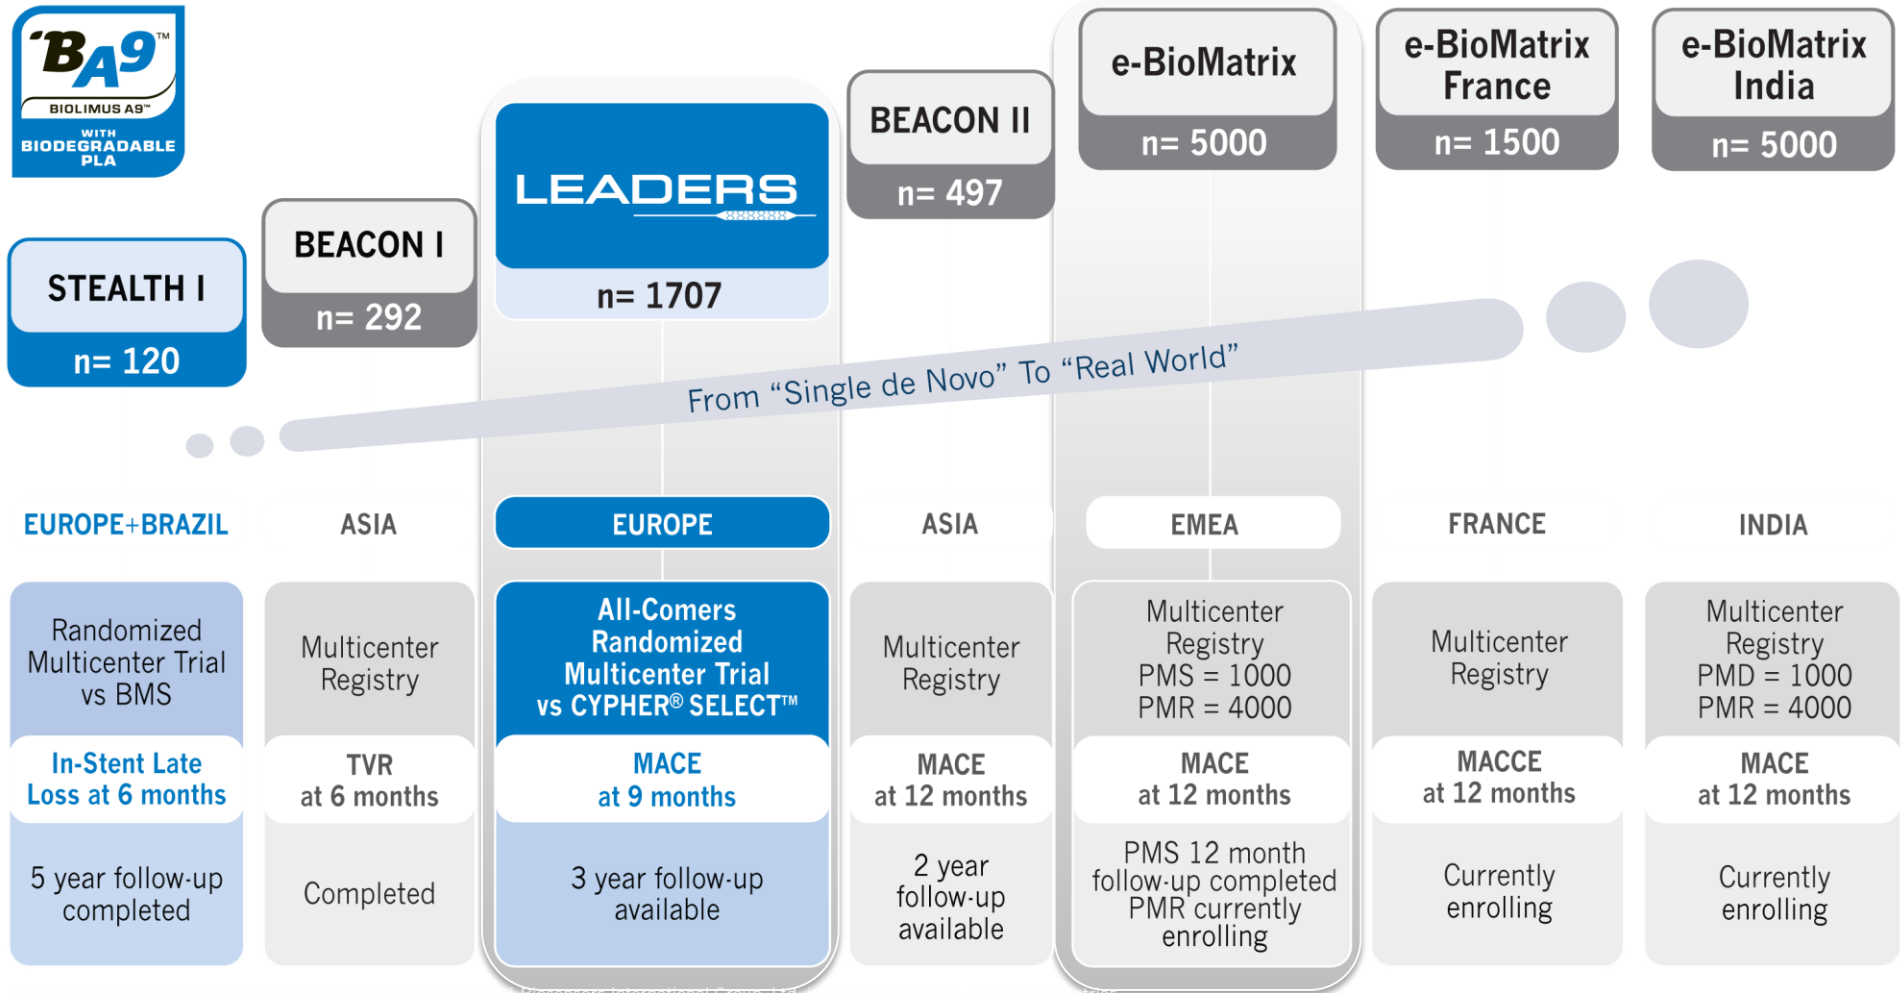 BA9™
BIOLIMUS A9™
WITH
BIODEGRADABLE
PLA
STEALTH I
n= 120
BEACON I
n= 292
LEADERS
n= 1707
BEACON II
n= 497
e-BioMatrix
n= 5000
e-BioMatrix
France
n= 1500
e-BioMatrix
India
n= 5000
From “Single de Novo” To “Real World”
EUROPE+BRAZIL
ASIA
EUROPE
ASIA
EMEA
FRANCE
INDIA
Randomized
Multicenter Trial
vs BMS
Multicenter
Registry
All-Comers
Randomized
Multicenter Trial
vs CYPHER® SELECT™
Multicenter
Registry
Multicenter
Registry
PMS = 1000
PMR = 4000
Multicenter
Registry
Multicenter
Registry
PMD = 1000
PMR = 4000
In-Stent Late
Loss at 6 months
TVR
at 6 months
MACE
at 9 months
MACE
at 12 months
MACE
at 12 months
MACCE
at 12 months
MACE
at 12 months
5 year follow-up
completed
Completed
3 year follow-up
available
2 year
follow-up
available
PMS 12 month
follow-up completed
PMR currently
enrolling
Currently
enrolling
Currently
enrolling
Biosensors International Group, Ltd